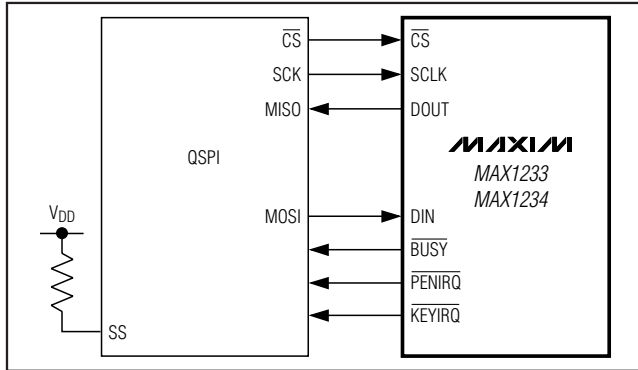 CS
CS
SCK
SCLK
MISO
DOUT
QSPI
MAXIM
MAX1233
MAX1234
MOSI
DIN
VDD
BUSY
PENIRQ
KEYIRQ
SS